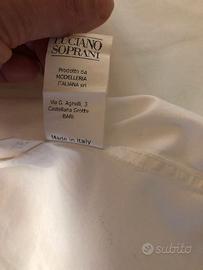 LUCIANO
SOPRANI
Prodotto da
MODELLERIA
ITALIANA srl
Via G. Agnelli, 3
Castellana Grotte
BARI
Made in Italy
subito